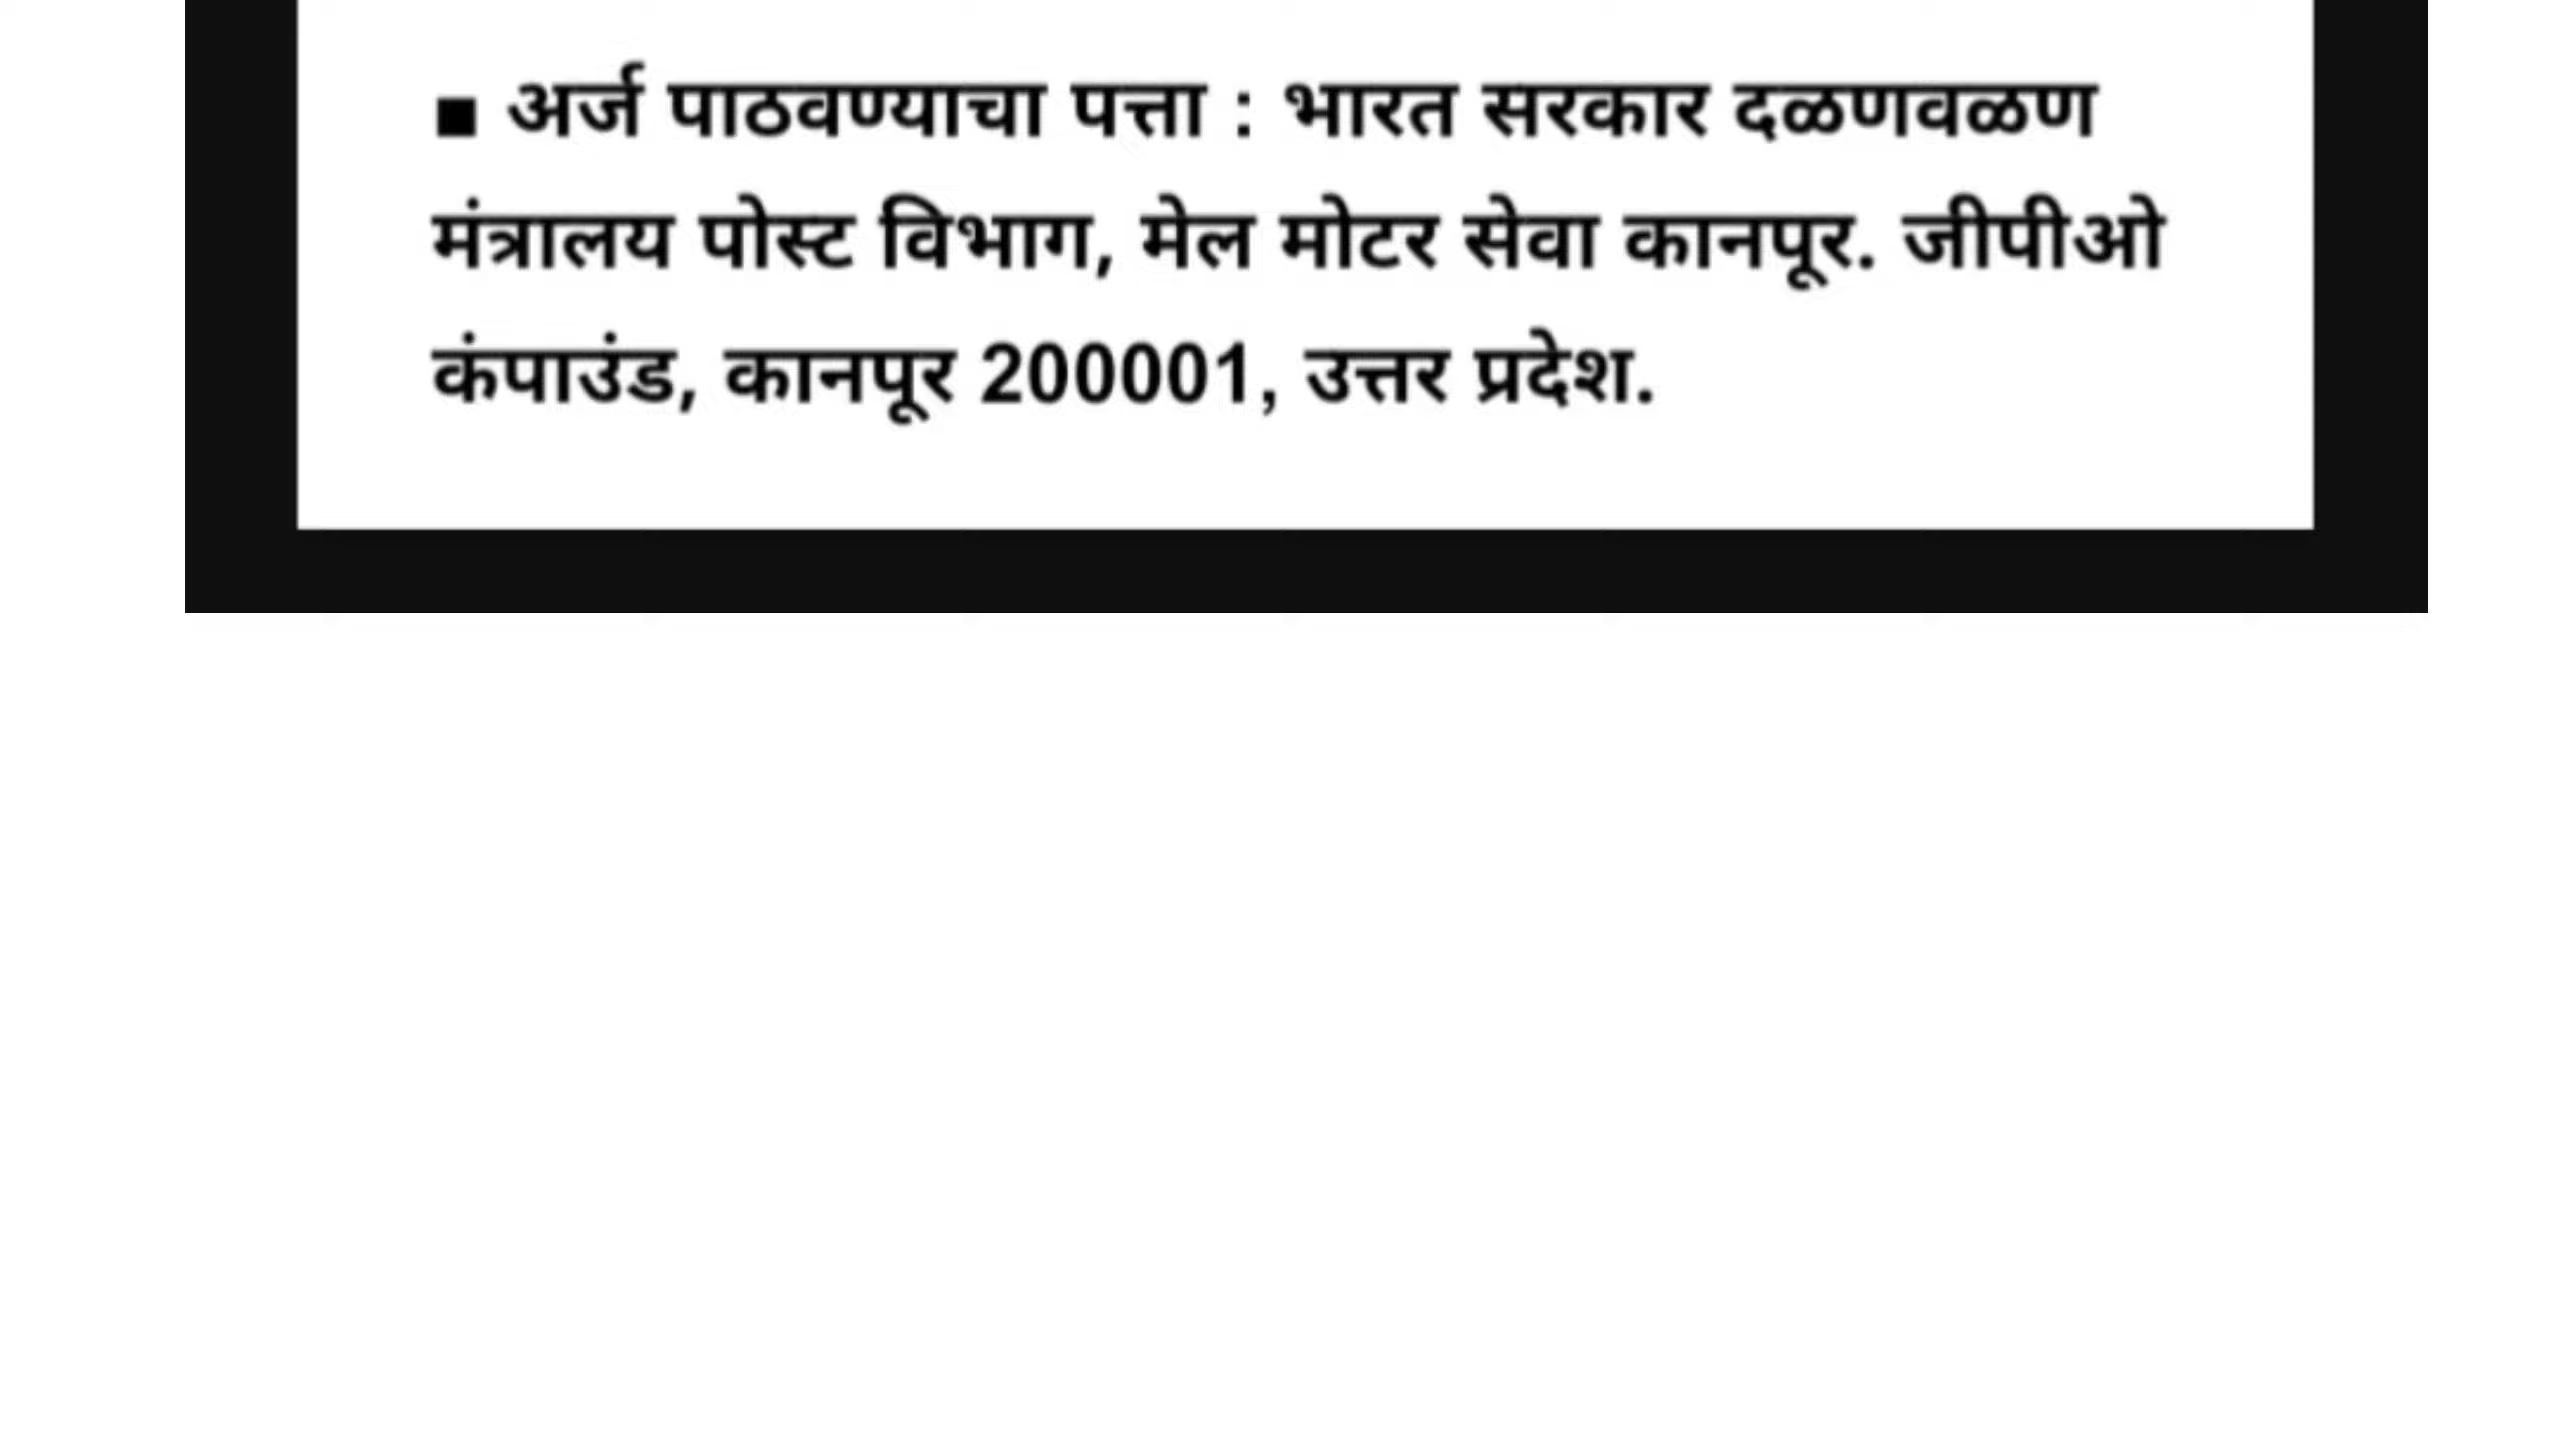 ▪ अर्ज पाठवण्याचा पत्ता : भारत सरकार दळणवळण
मंत्रालय पोस्ट विभाग, मेल मोटर सेवा कानपूर. जीपीओ
कंपाउंड, कानपूर 200001, उत्तर प्रदेश.